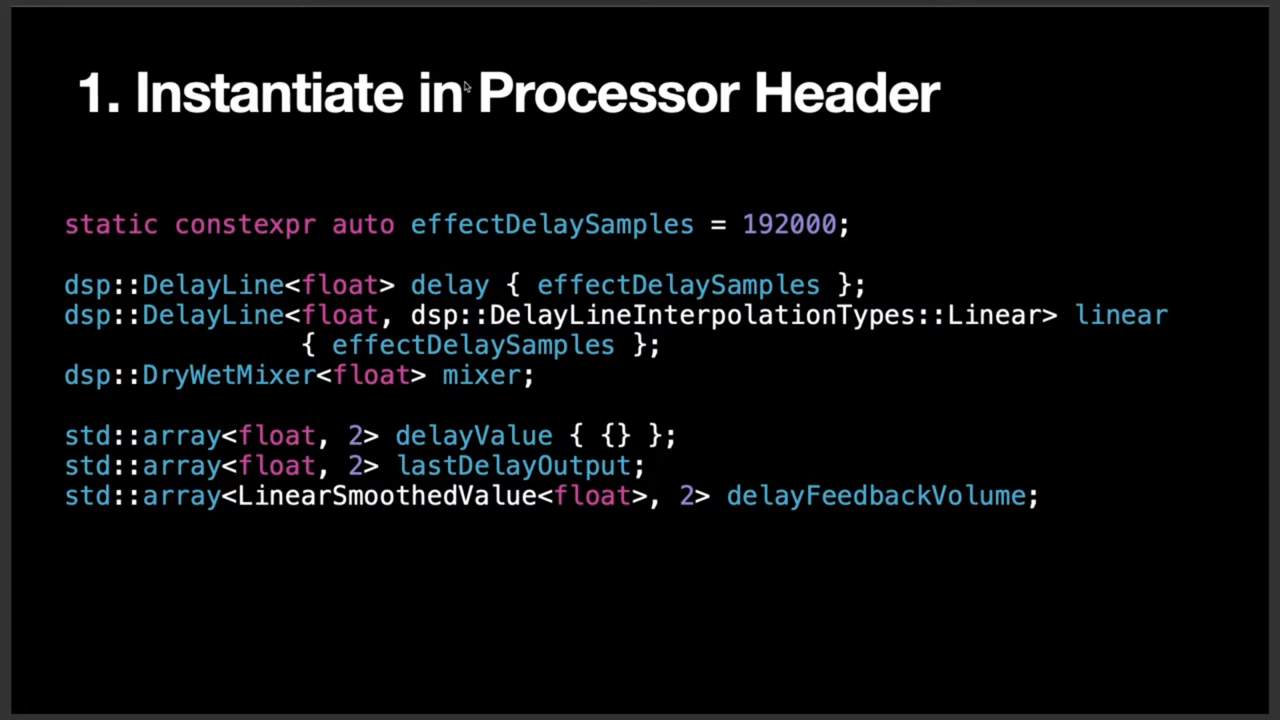 1. Instantiate in Processor Header
static constexpr auto effectDelaySamples = 192000;
dsp::DelayLine<float> delay { effectDelaySamples };
dsp::DelayLine<float, dsp::DelayLineInterpolationTypes::Linear> linear
{ effectDelaySamples };
dsp::DryWetMixer<float> mixer;
std::array<float, 2> delayValue { {} };
std::array<float, 2> lastDelayOutput;
std::array<LinearSmoothedValue<float>, 2> delayFeedbackVolume;